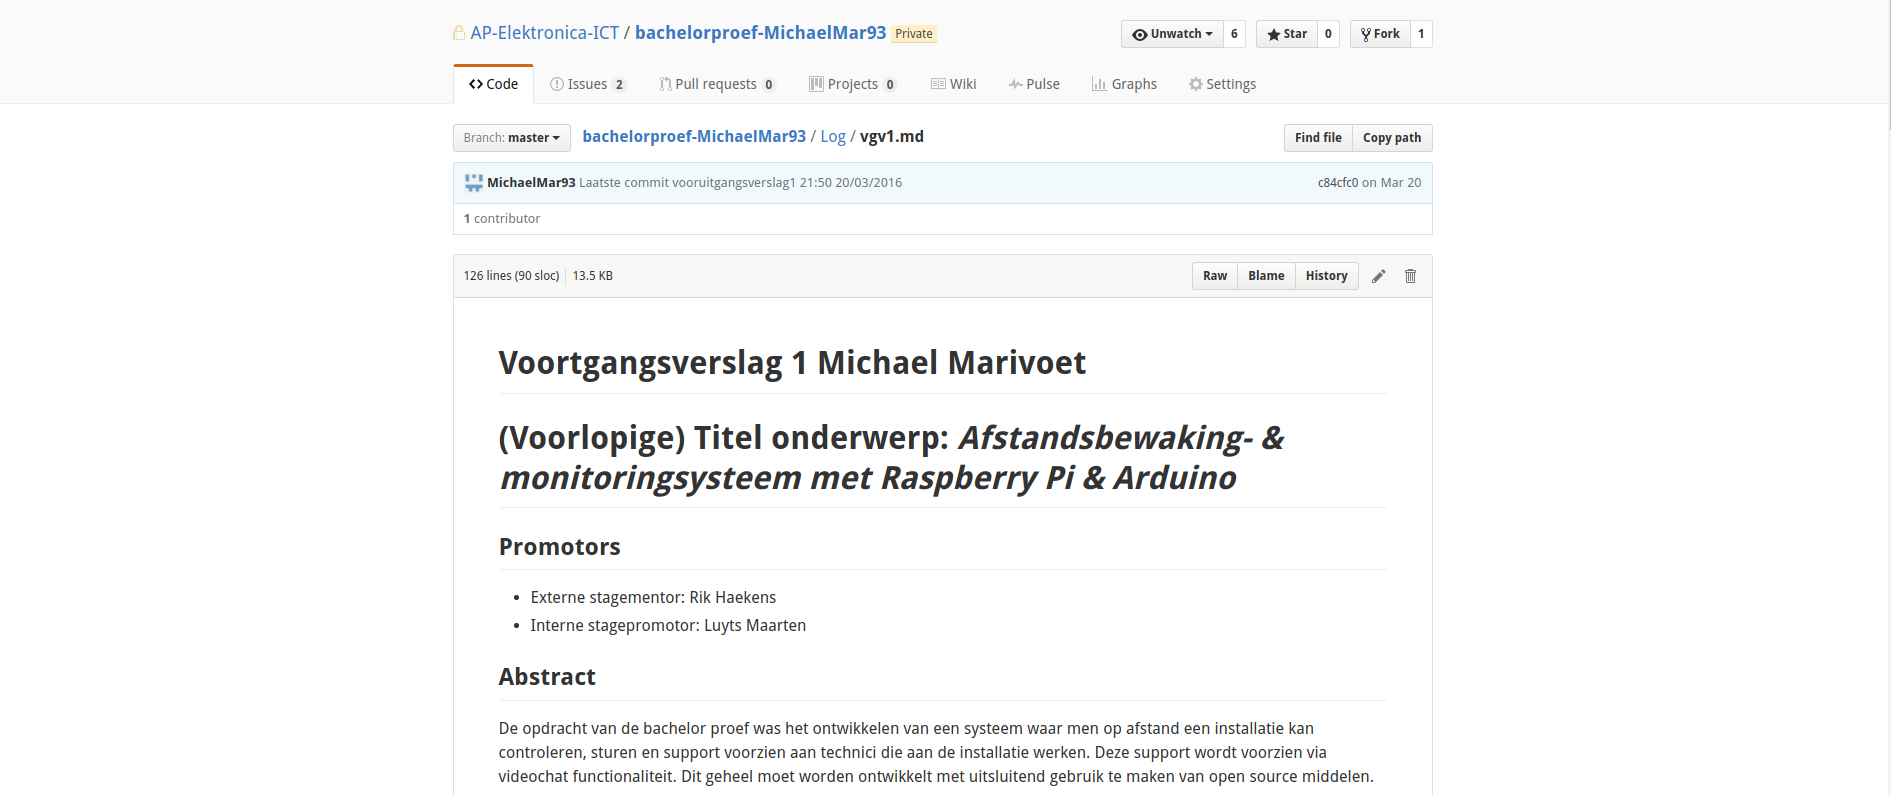 AP-Elektronica-ICT / bachelorproef-MichaelMar93 Private
Unwatch 6 Star 0 Fork 1
Code Issues 2 Pull requests 0 Projects 0 Wiki Pulse Graphs Settings
Branch: master bachelorproef-MichaelMar93 / Log / vgv1.md Find file Copy path
MichaelMar93 Laatste commit vooruitgangsverslag1 21:50 20/03/2016 c84cfc0 on Mar 20
1 contributor
126 lines (90 sloc) 13.5 KB Raw Blame History
Voortgangsverslag 1 Michael Marivoet
(Voorlopige) Titel onderwerp: Afstandsbewaking- &
monitoringsysteem met Raspberry Pi & Arduino
Promotors
• Externe stagementor: Rik Haekens
• Interne stagepromotor: Luyts Maarten
Abstract
De opdracht van de bachelor proef was het ontwikkelen van een systeem waar men op afstand een installatie kan
controleren, sturen en support voorzien aan technici die aan de installatie werken. Deze support wordt voorzien via
videochat functionaliteit. Dit geheel moet worden ontwikkelt met uitsluitend gebruik te maken van open source middelen.